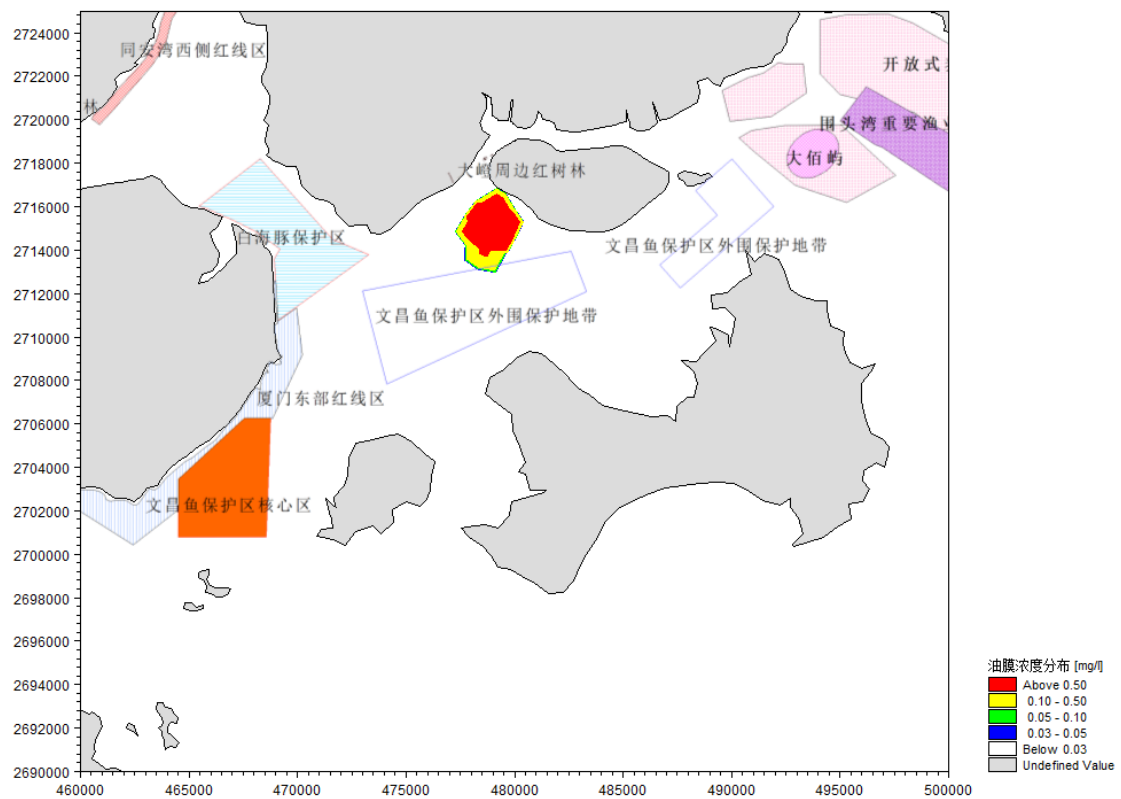 2724000
2722000
2720000
2718000
2716000
2714000
2712000
2710000
2708000
2706000
2704000
2702000
2700000
2698000
2696000
2694000
2692000
2690000
460000
465000
470000
475000
480000
485000
490000
495000
500000
同安湾西侧红线区
林
开放式
围头湾重要渔
大佰屿
大嶝周边红树林
白海豚保护区
文昌鱼保护区外围保护地带
文昌鱼保护区外围保护地带
厦门东部红线区
文昌鱼保护区核心区
油膜浓度分布 [mg/l]
Above 0.50
0.10 - 0.50
0.05 - 0.10
0.03 - 0.05
Below 0.03
Undefined Value